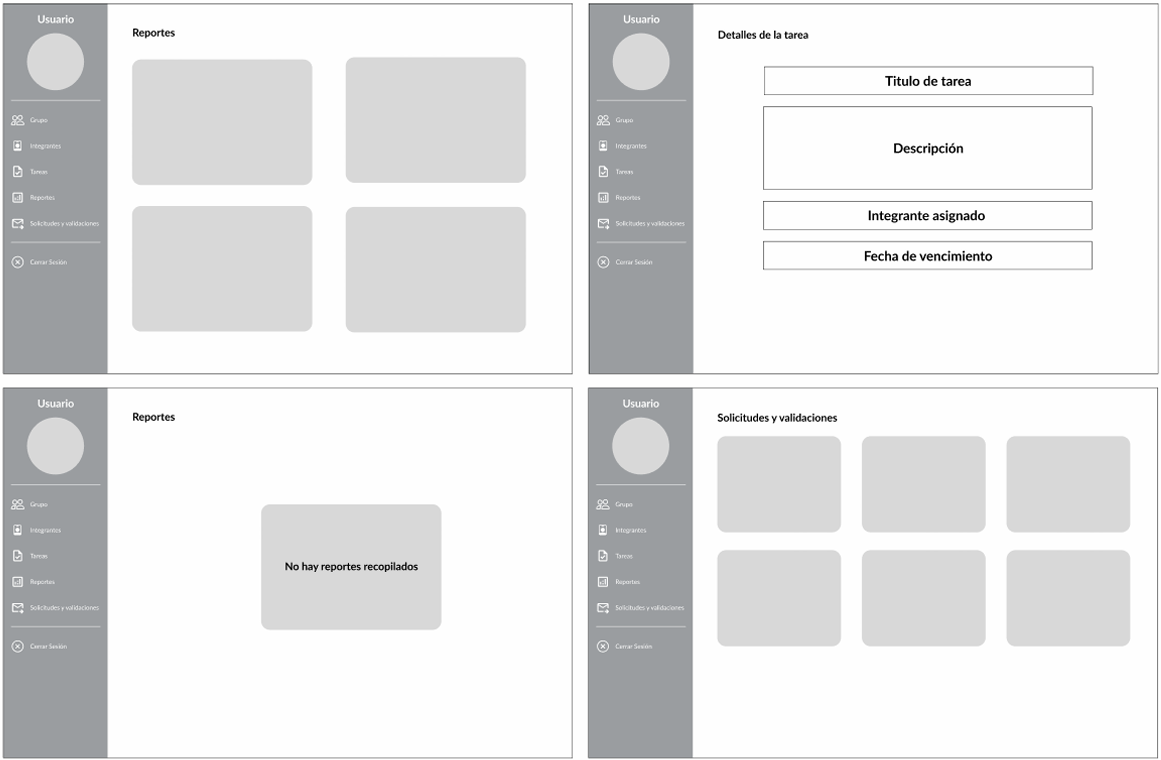 Usuario
Grupo
Integrantes
Tareas
Reportes
Solicitudes y validaciones
Cerrar Sesión
Reportes
Usuario
Grupo
Integrantes
Tareas
Reportes
Solicitudes y validaciones
Cerrar Sesión
Detalles de la tarea
Titulo de tarea
Descripción
Integrante asignado
Fecha de vencimiento
Usuario
Grupo
Integrantes
Tareas
Reportes
Solicitudes y validaciones
Cerrar Sesión
Reportes
No hay reportes recopilados
Usuario
Grupo
Integrantes
Tareas
Reportes
Solicitudes y validaciones
Cerrar Sesión
Solicitudes y validaciones